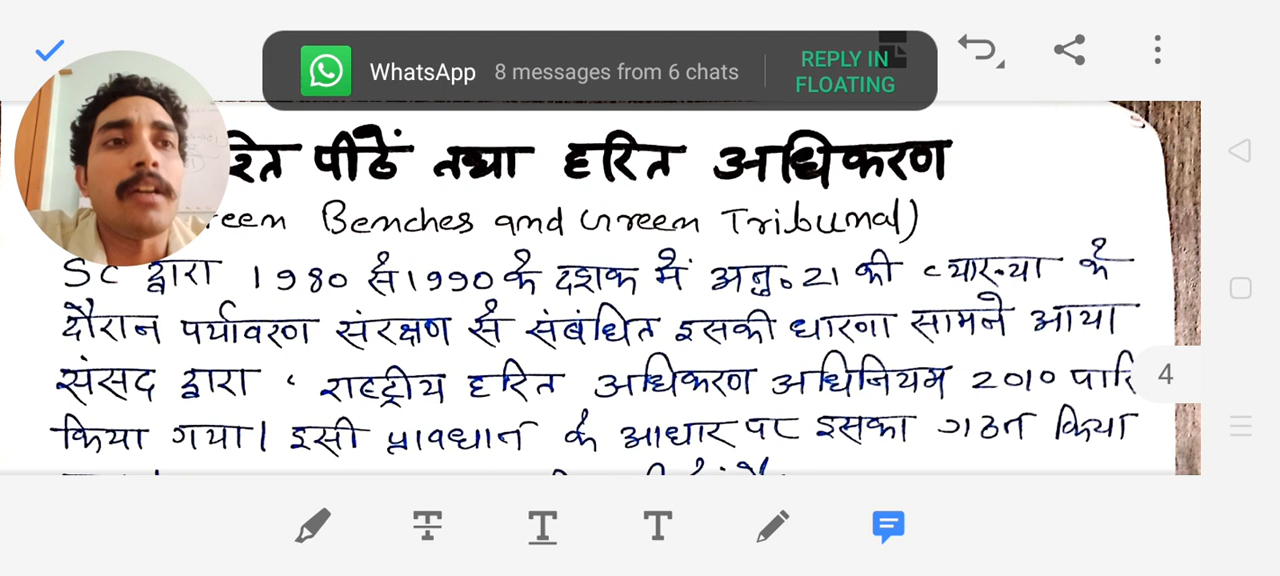 WhatsApp 8 messages from 6 chats REPLY IN FLOATING
रित पीठें तथा हरित अधिकरण
reen Benches and Green Tribunal)
SC द्वारा 1980 से 1990 के दशक में अनु॰ 21 की व्याख्या के
दौरान पर्यावरण संरक्षण से संबंधित इसकी धारणा सामने आया
संसद द्वारा ‘ राष्ट्रीय हरित अधिकरण अधिनियम 2010 पारि
4
किया गया। इसी प्रावधान के आधार पर इसका गठन किया
T T T